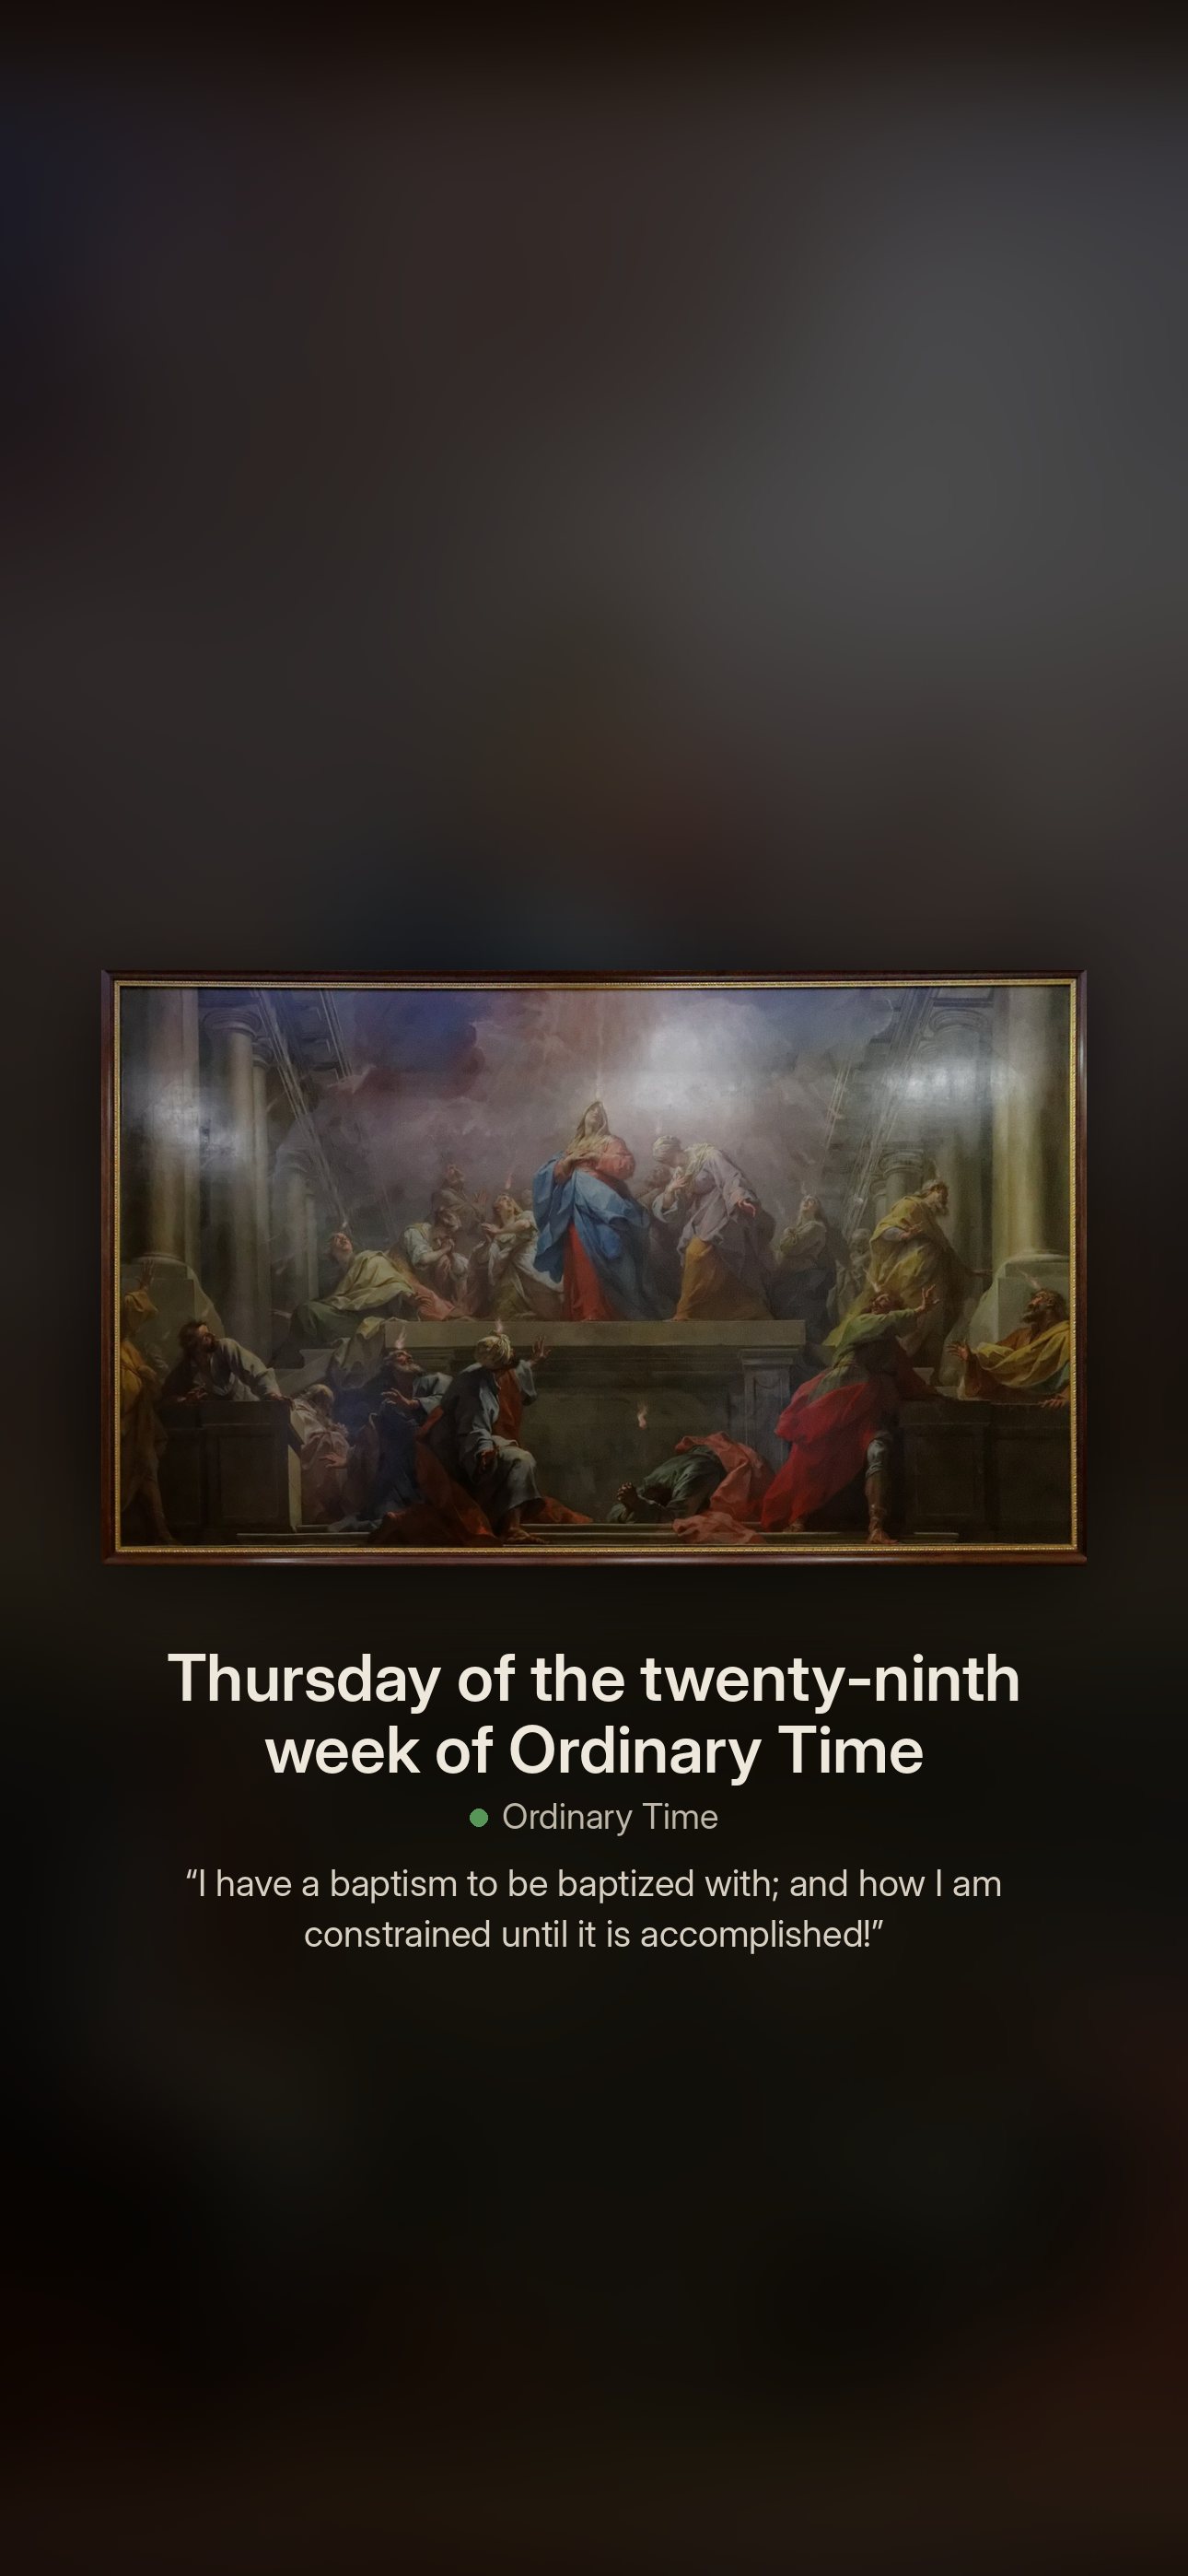 Thursday of the twenty-ninth
week of Ordinary Time
Ordinary Time
“I have a baptism to be baptized with; and how I am
constrained until it is accomplished!”